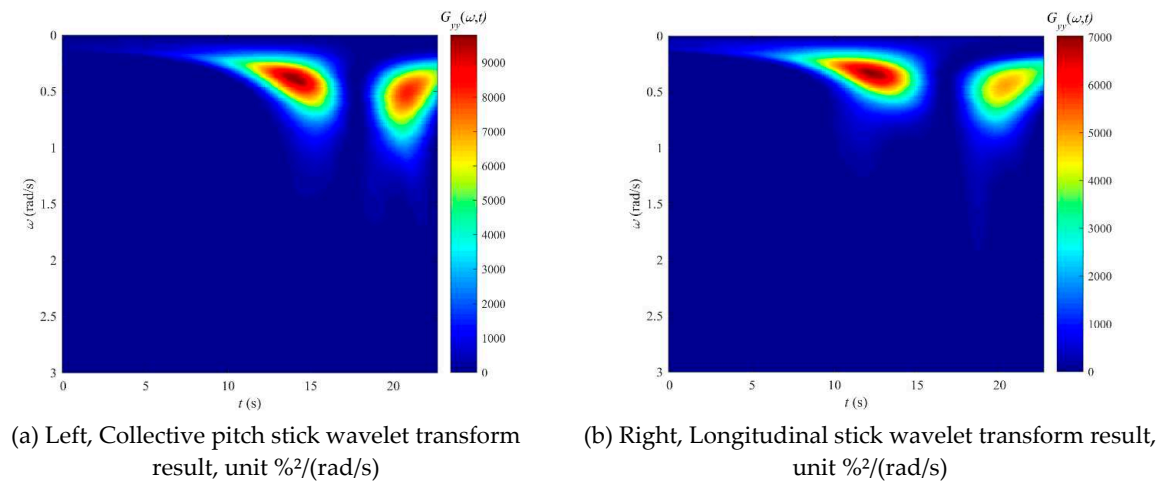 G_yy(ω,t)
0
0.5
1
1.5
2
2.5
3
ω (rad/s)
0 5 10 15 20
t (s)
9000
8000
7000
6000
5000
4000
3000
2000
1000
0
G_yy(ω,t)
0
0.5
1
1.5
2
2.5
3
ω (rad/s)
0 5 10 15 20
t (s)
7000
6000
5000
4000
3000
2000
1000
0
(a) Left, Collective pitch stick wavelet transform
result, unit %²/(rad/s)
(b) Right, Longitudinal stick wavelet transform result,
unit %²/(rad/s)